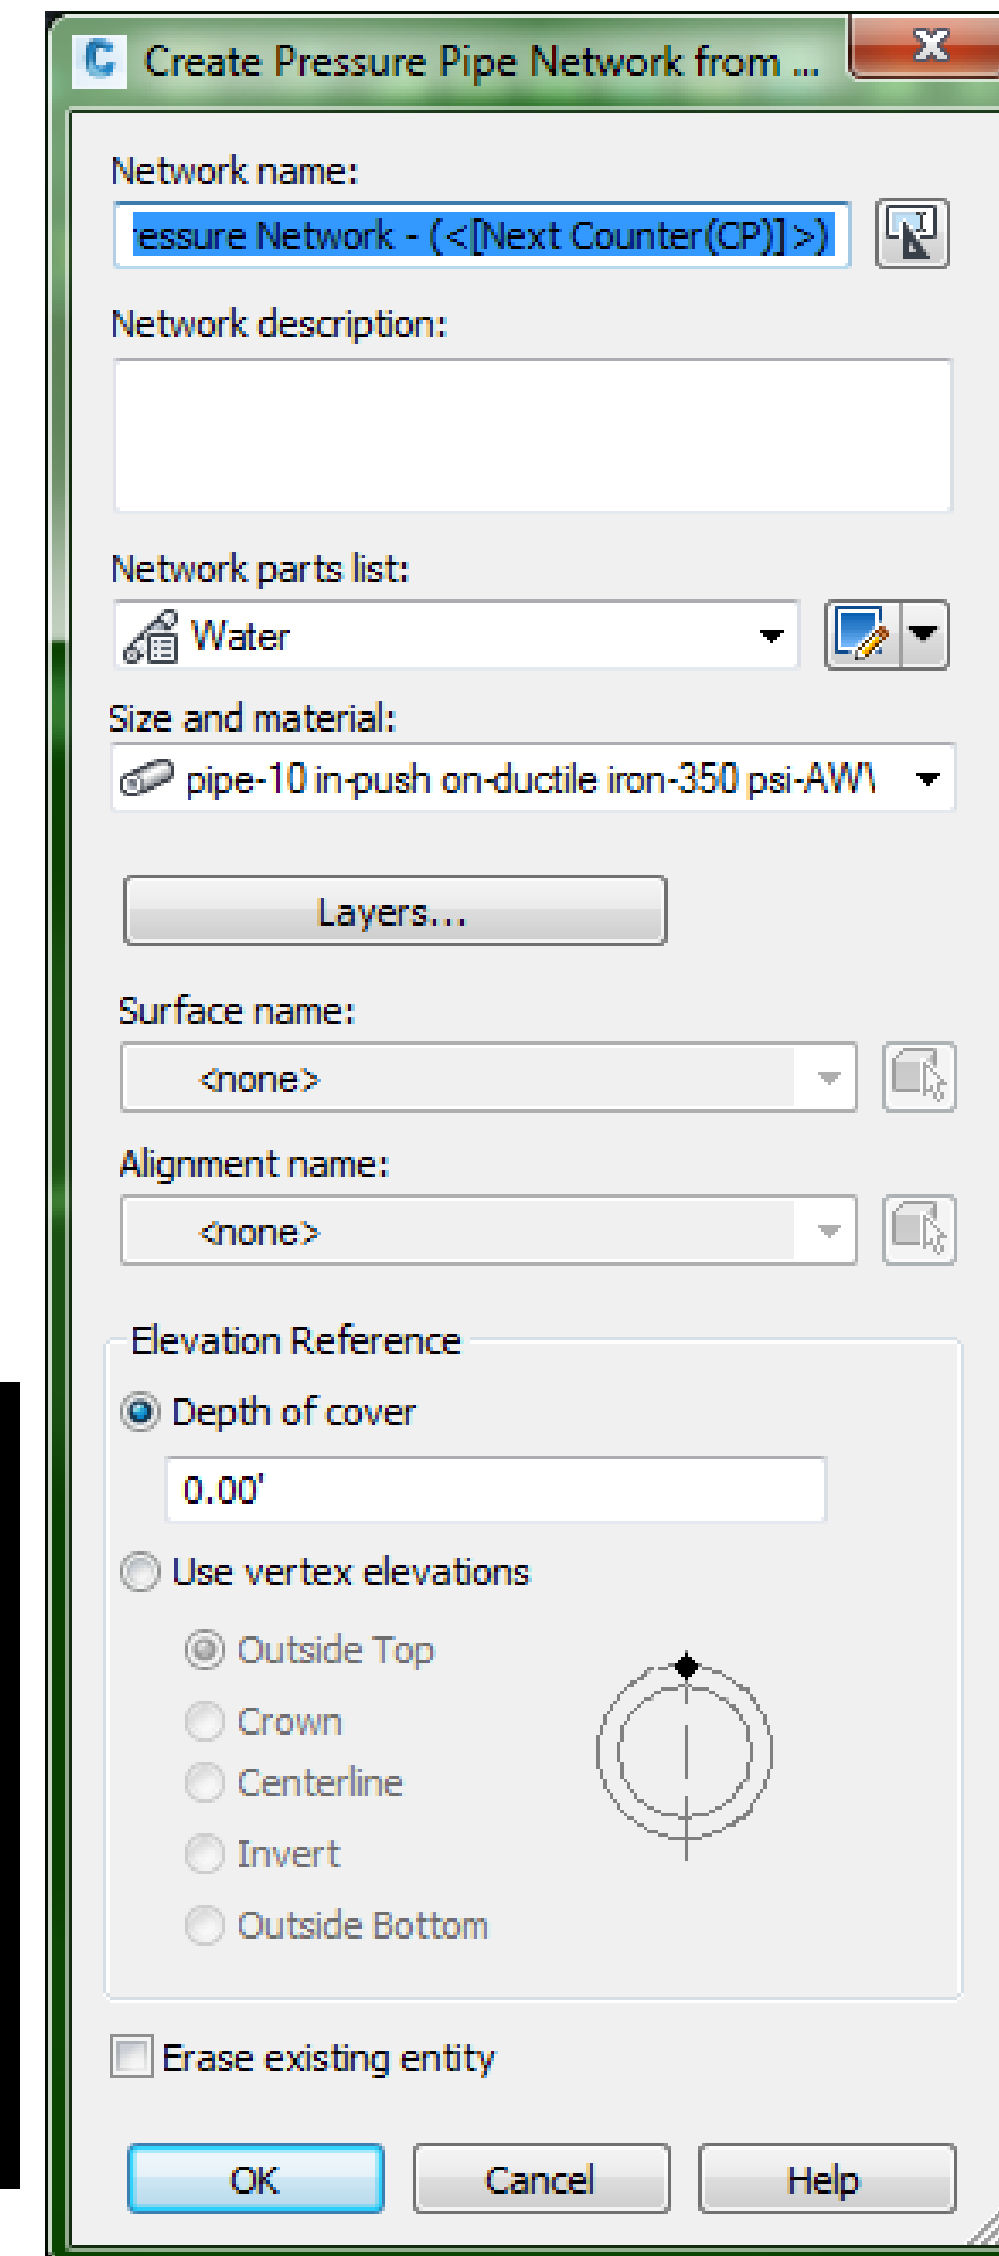 Create Pressure Pipe Network from ...
Network name:
ressure Network - (<[Next Counter(CP)]>)
Network description:
Network parts list:
Water
Size and material:
pipe-10 in-push on-ductile iron-350 psi-AW
Layers...
Surface name:
<none>
Alignment name:
<none>
Elevation Reference
Depth of cover
0.00'
Use vertex elevations
Outside Top
Crown
Centerline
Invert
Outside Bottom
Erase existing entity
OK Cancel Help